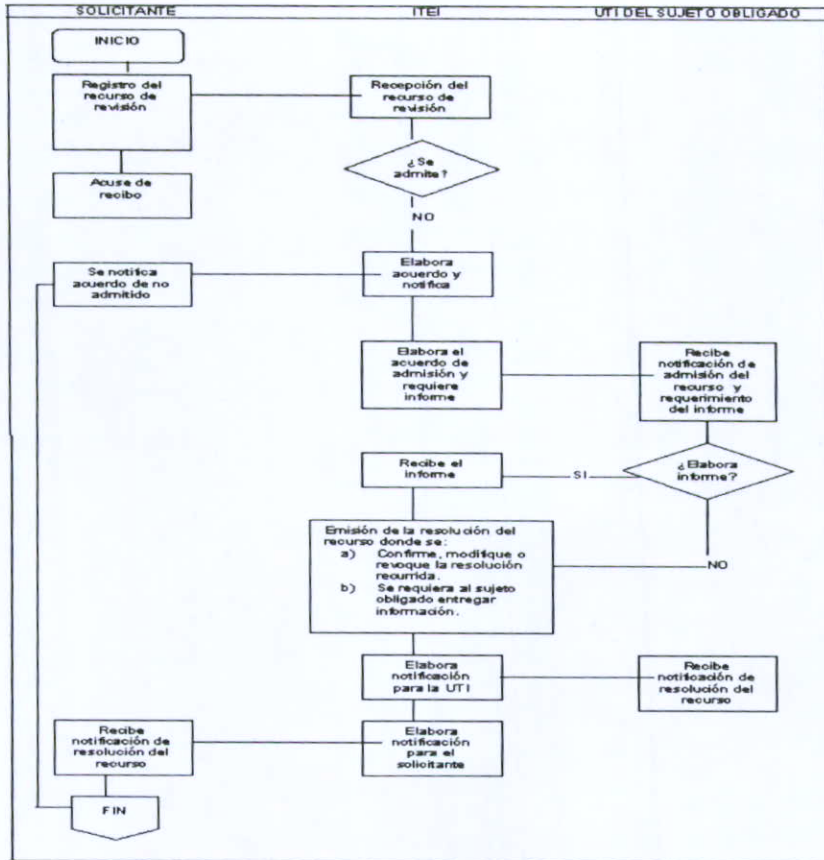 SOLICITANTE ITEI UTI DEL SUJETO OBLIGADO
INICIO
Registro del
recurso de
revisión
Recepción del
recurso de
revisión
¿Se
admite?
Acuse de
recibo
NO
Se notifica
acuerdo de no
admitido
Elabora
acuerdo y
notifica
Elabora el
acuerdo de
admisión y
requiere
informe
Recibe
notificación de
admisión del
recurso y
requerimiento
del informe
Recibe el
informe
SI
¿Elabora
informe?
Emisión de la resolución del
recurso donde se:
a) Confirme, modifique o
revoque la resolución
recurrida.
b) Se requiera al sujeto
obligado entregar
información.
NO
Elabora
notificación
para la UTI
Recibe
notificación de
resolución del
recurso
Recibe
notificación de
resolución del
recurso
Elabora
notificación
para el
solicitante
FIN